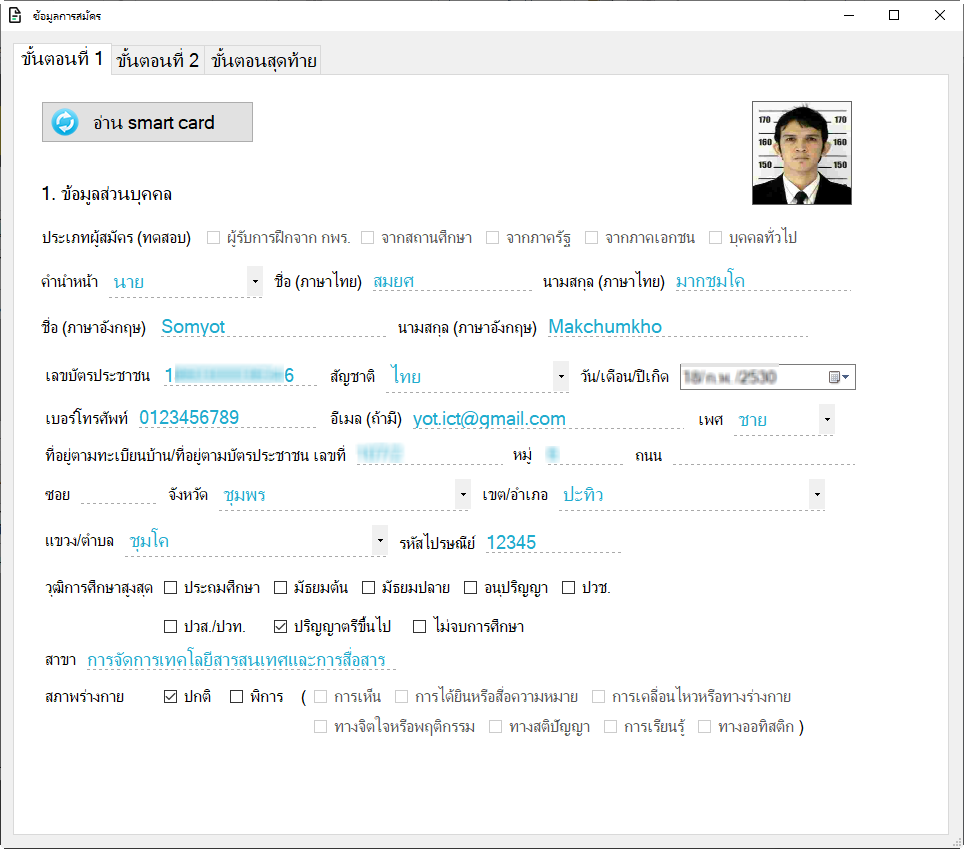 ข้อมูลการสมัคร
ขั้นตอนที่ 1 ขั้นตอนที่ 2 ขั้นตอนสุดท้าย
อ่าน smart card
170 170
160 160
150 150
1. ข้อมูลส่วนบุคคล
ประเภทผู้สมัคร (ทดสอบ) ผู้รับการฝึกจาก กพร. จากสถานศึกษา จากภาครัฐ จากภาคเอกชน บุคคลทั่วไป
คำนำหน้า นาย ชื่อ (ภาษาไทย) สมยศ นามสกุล (ภาษาไทย) มากชุมโค
ชื่อ (ภาษาอังกฤษ) Somyot นามสกุล (ภาษาอังกฤษ) Makchumkho
เลขบัตรประชาชน 1 6 สัญชาติ ไทย วัน/เดือน/ปีเกิด
เบอร์โทรศัพท์ 0123456789 อีเมล (ถ้ามี) yot.ict@gmail.com เพศ ชาย
ที่อยู่ตามทะเบียนบ้าน/ที่อยู่ตามบัตรประชาชน เลขที่ หมู่ ถนน
ซอย จังหวัด ชุมพร เขต/อำเภอ ปะทิว
แขวง/ตำบล ชุมโค รหัสไปรษณีย์ 12345
วุฒิการศึกษาสูงสุด ประถมศึกษา มัธยมต้น มัธยมปลาย อนุปริญญา ปวช.
ปวส./ปวท. ปริญญาตรีขึ้นไป ไม่จบการศึกษา
สาขา การจัดการเทคโลยีสารสนเทศและการสื่อสาร
สภาพร่างกาย ปกติ พิการ ( การเห็น การได้ยินหรือสื่อความหมาย การเคลื่อนไหวหรือทางร่างกาย
ทางจิตใจหรือพฤติกรรม ทางสติปัญญา การเรียนรู้ ทางออทิสติก )